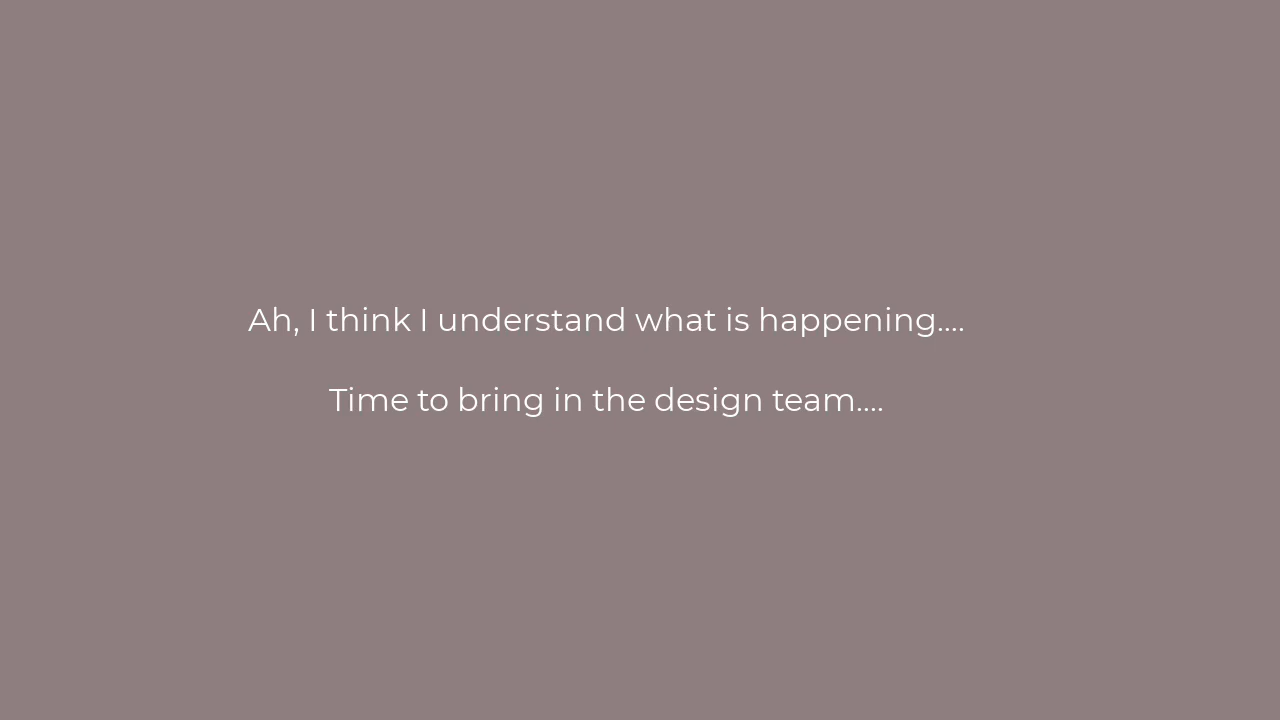 Ah, I think I understand what is happening....
Time to bring in the design team....